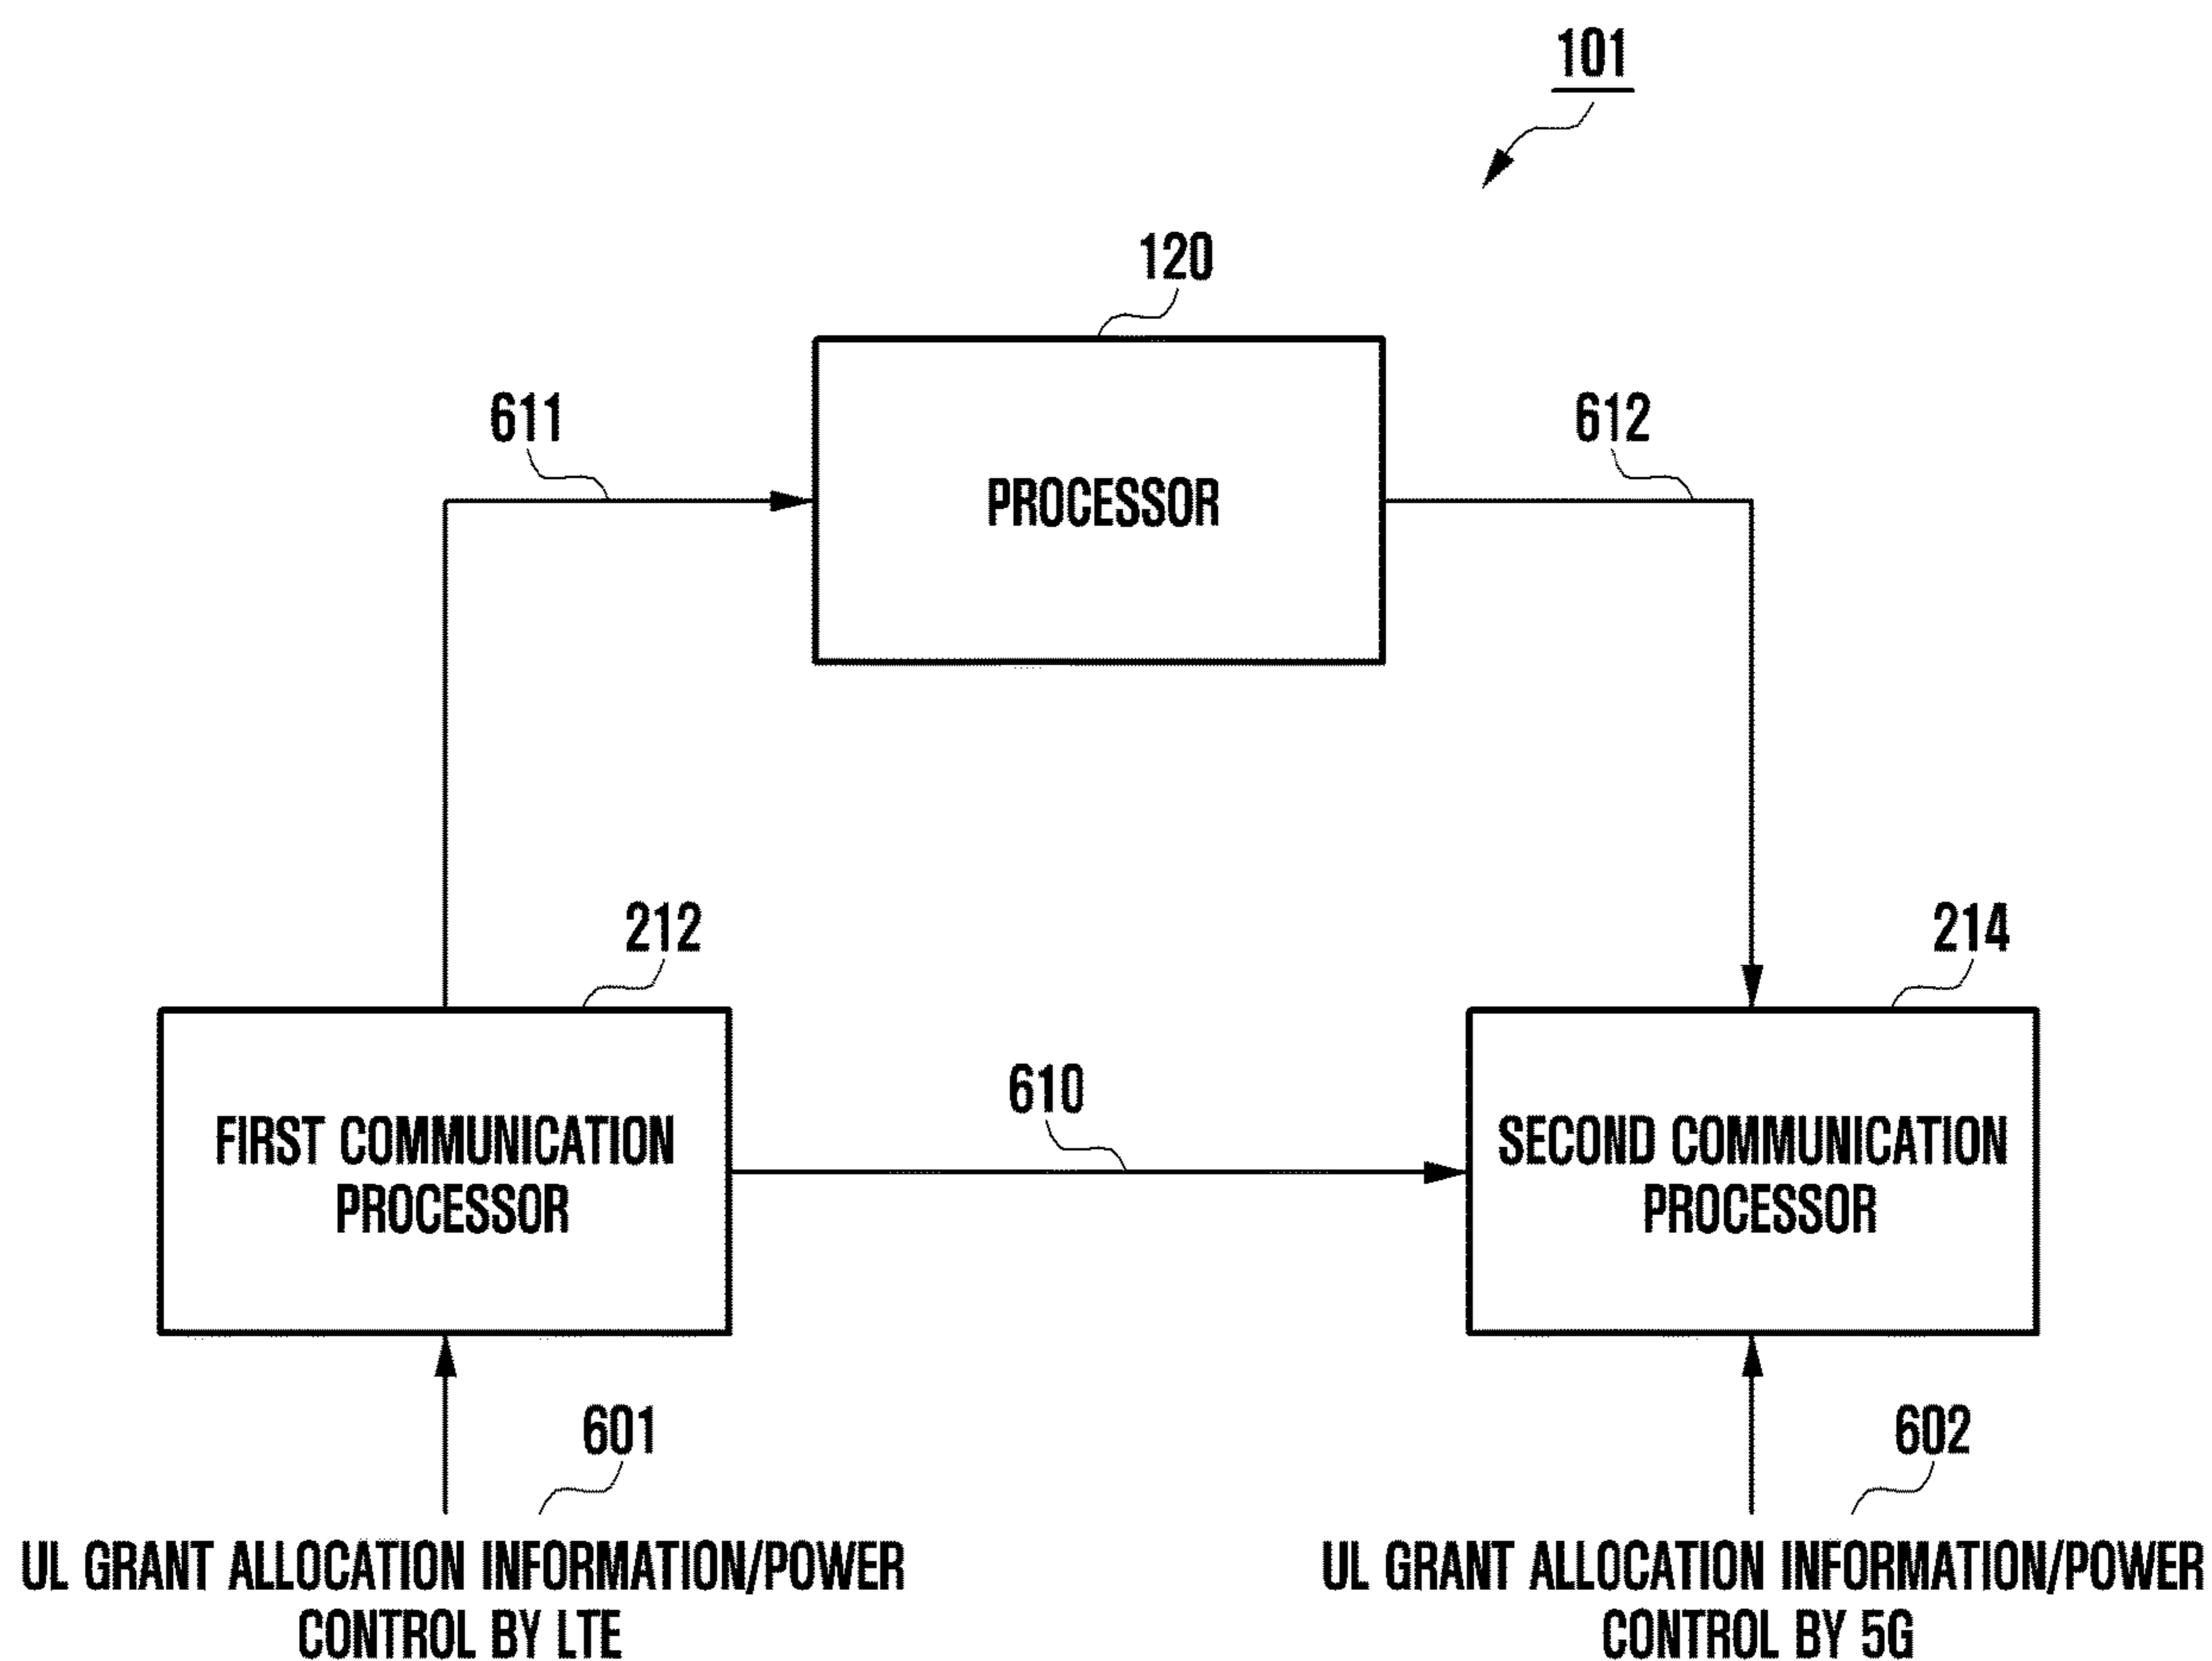 101
120
611
612
PROCESSOR
212
214
610
FIRST COMMUNICATION
PROCESSOR
SECOND COMMUNICATION
PROCESSOR
601
602
UL GRANT ALLOCATION INFORMATION/POWER
CONTROL BY LTE
UL GRANT ALLOCATION INFORMATION/POWER
CONTROL BY 5G